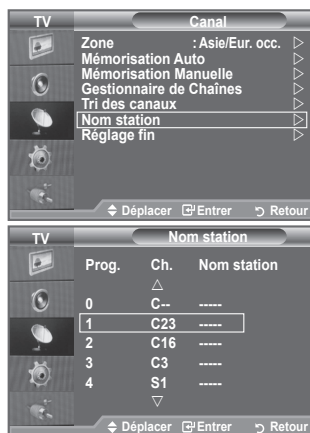 TV Canal
Zone : Asie/Eur. occ.
Mémorisation Auto
Mémorisation Manuelle
Gestionnaire de Chaînes
Tri des canaux
Nom station
Réglage fin
Déplacer Entrer Retour
TV Nom station
Prog. Ch. Nom station
0 C-- -----
1 C23 -----
2 C16 -----
3 C3 -----
4 S1 -----
Déplacer Entrer Retour